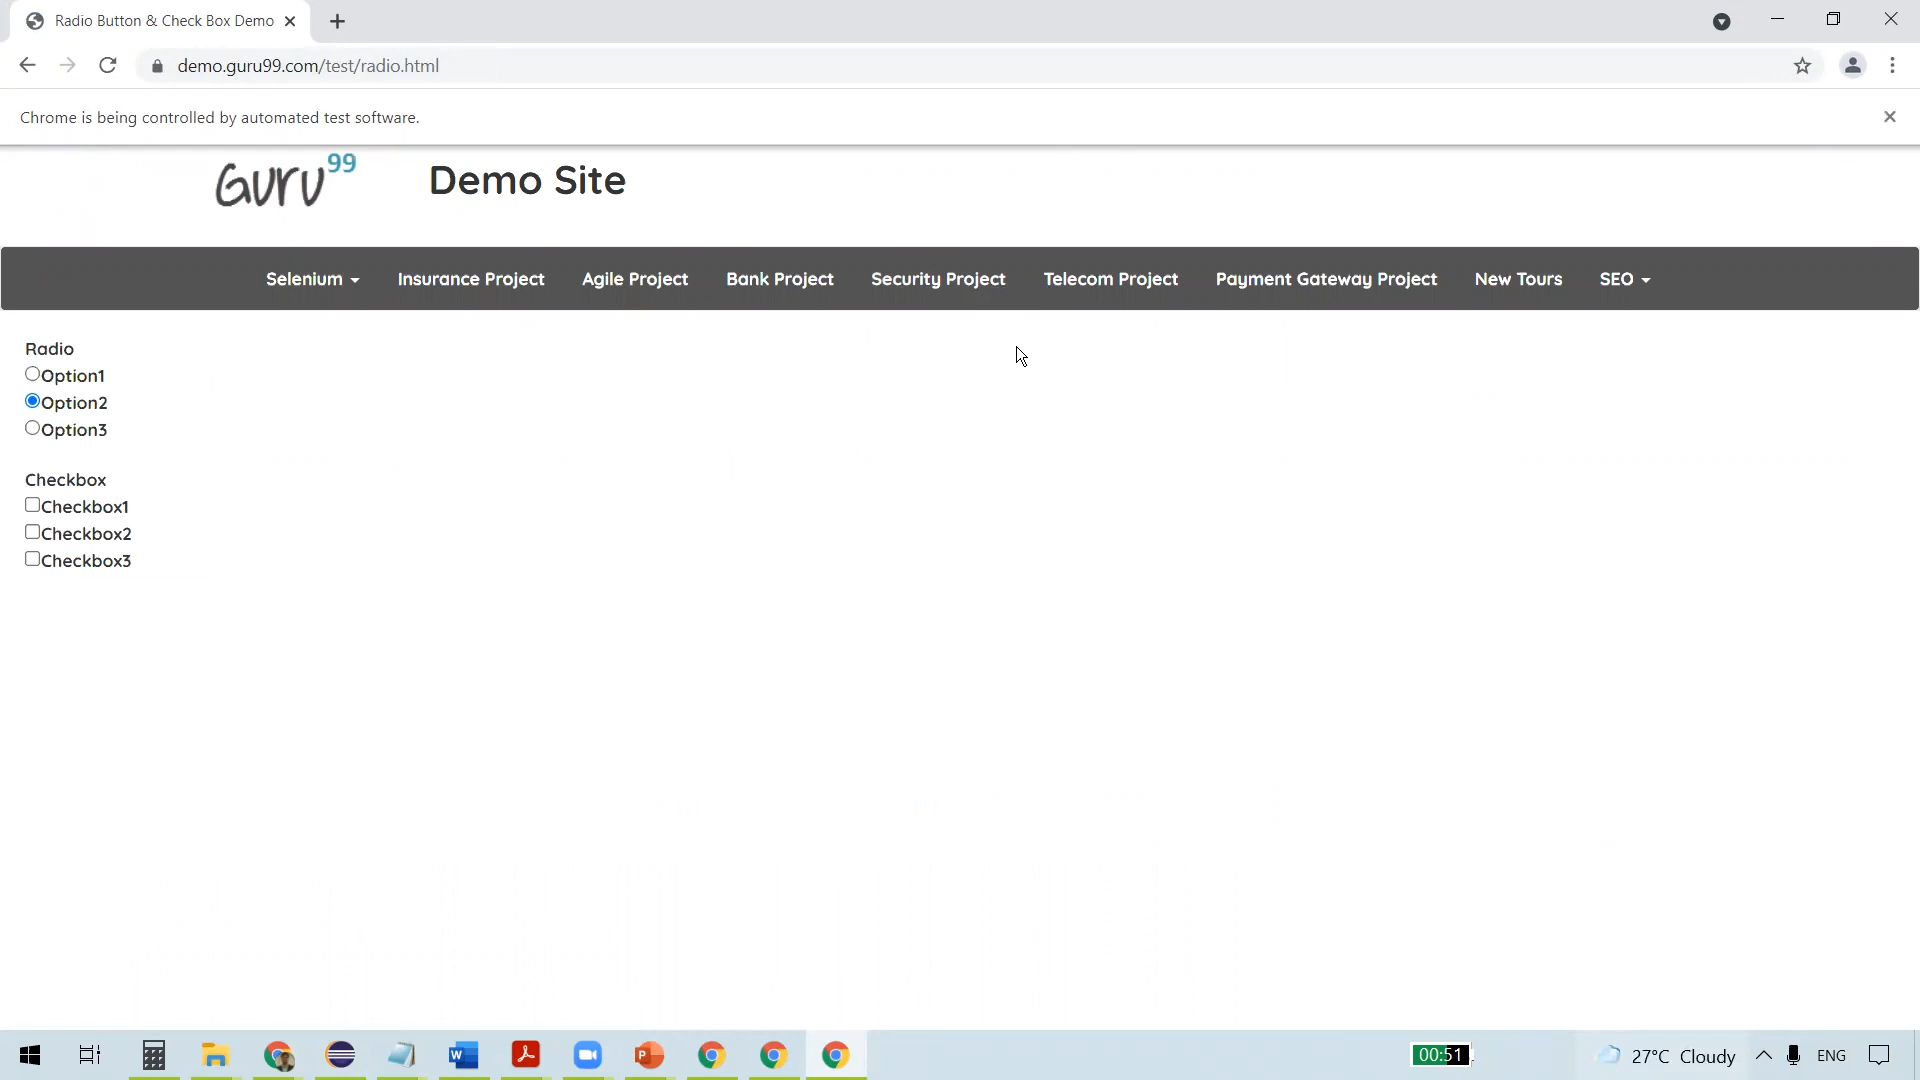 Radio Button & Check Box Demo
demo.guru99.com/test/radio.html
Chrome is being controlled by automated test software.
Guru99 Demo Site
Selenium Insurance Project Agile Project Bank Project Security Project Telecom Project Payment Gateway Project New Tours SEO
Radio
Option1
Option2
Option3
Checkbox
Checkbox1
Checkbox2
Checkbox3
00:51 27°C Cloudy ENG